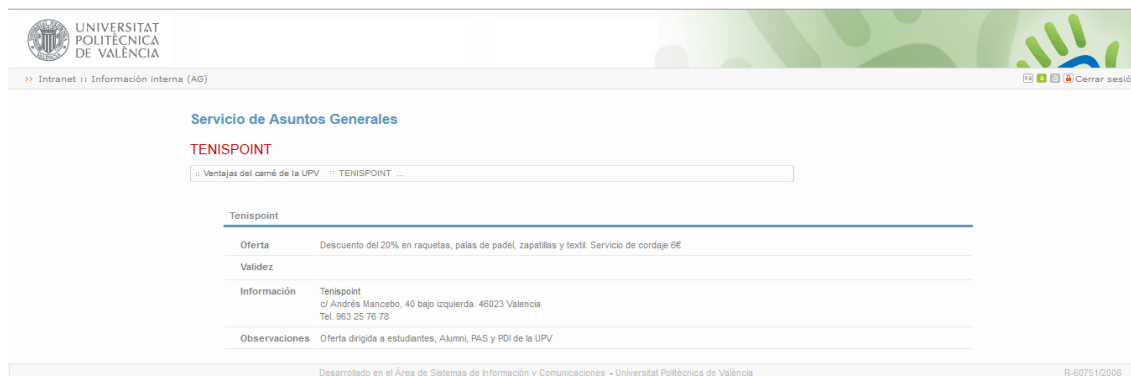 UNIVERSITAT
POLITÈCNICA
DE VALÈNCIA
>> Intranet :: Información interna (AG)
Cerrar sesió
Servicio de Asuntos Generales
TENISPOINT
:: Ventajas del carné de la UPV :: TENISPOINT ...
Tenispoint
Oferta Descuento del 20% en raquetas, palas de padel, zapatillas y textil. Servicio de cordaje 6€
Validez
Información Tenispoint
c/ Andrés Mancebo, 40 bajo izquierda. 46023 Valencia
Tel. 963 25 76 78
Observaciones Oferta dirigida a estudiantes, Alumni, PAS y PDI de la UPV
Desarrollado en el Área de Sistemas de Información y Comunicaciones - Universitat Politècnica de València R-60751/2008